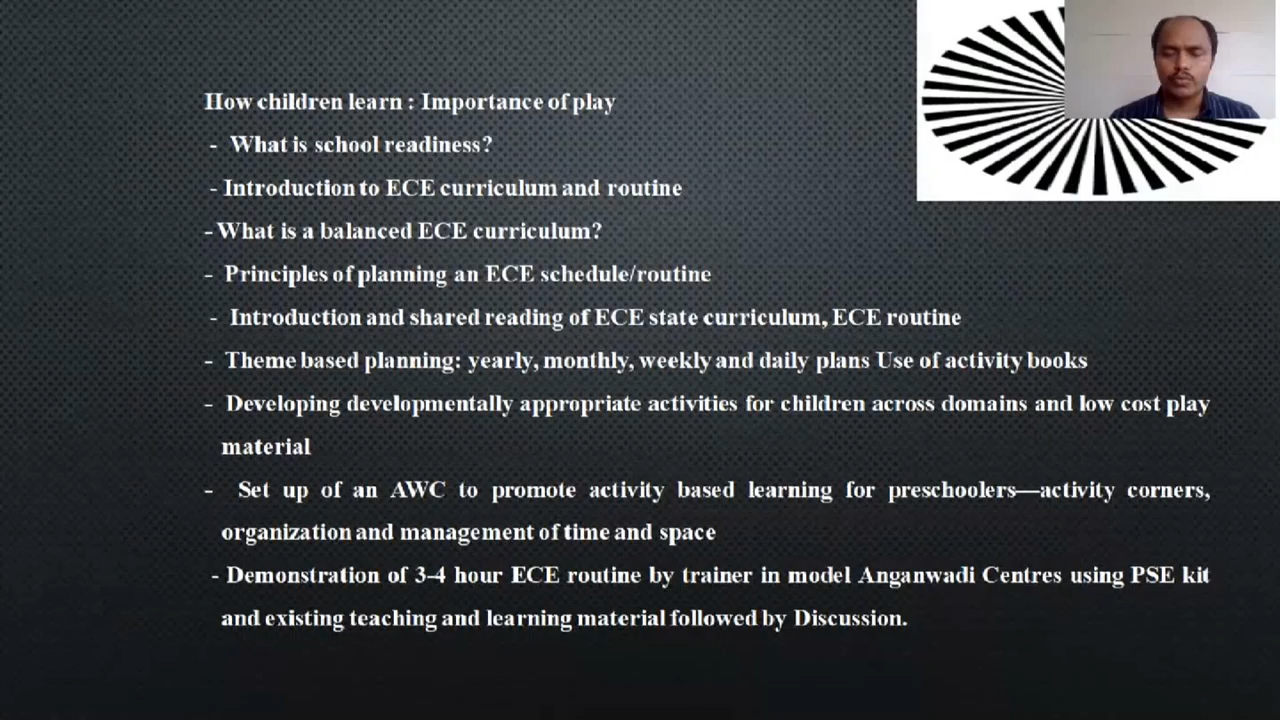 How children learn : Importance of play
- What is school readiness?
- Introduction to ECE curriculum and routine
- What is a balanced ECE curriculum?
- Principles of planning an ECE schedule/routine
- Introduction and shared reading of ECE state curriculum, ECE routine
- Theme based planning: yearly, monthly, weekly and daily plans Use of activity books
- Developing developmentally appropriate activities for children across domains and low cost play
material
- Set up of an AWC to promote activity based learning for preschoolers—activity corners,
organization and management of time and space
- Demonstration of 3-4 hour ECE routine by trainer in model Anganwadi Centres using PSE kit
and existing teaching and learning material followed by Discussion.